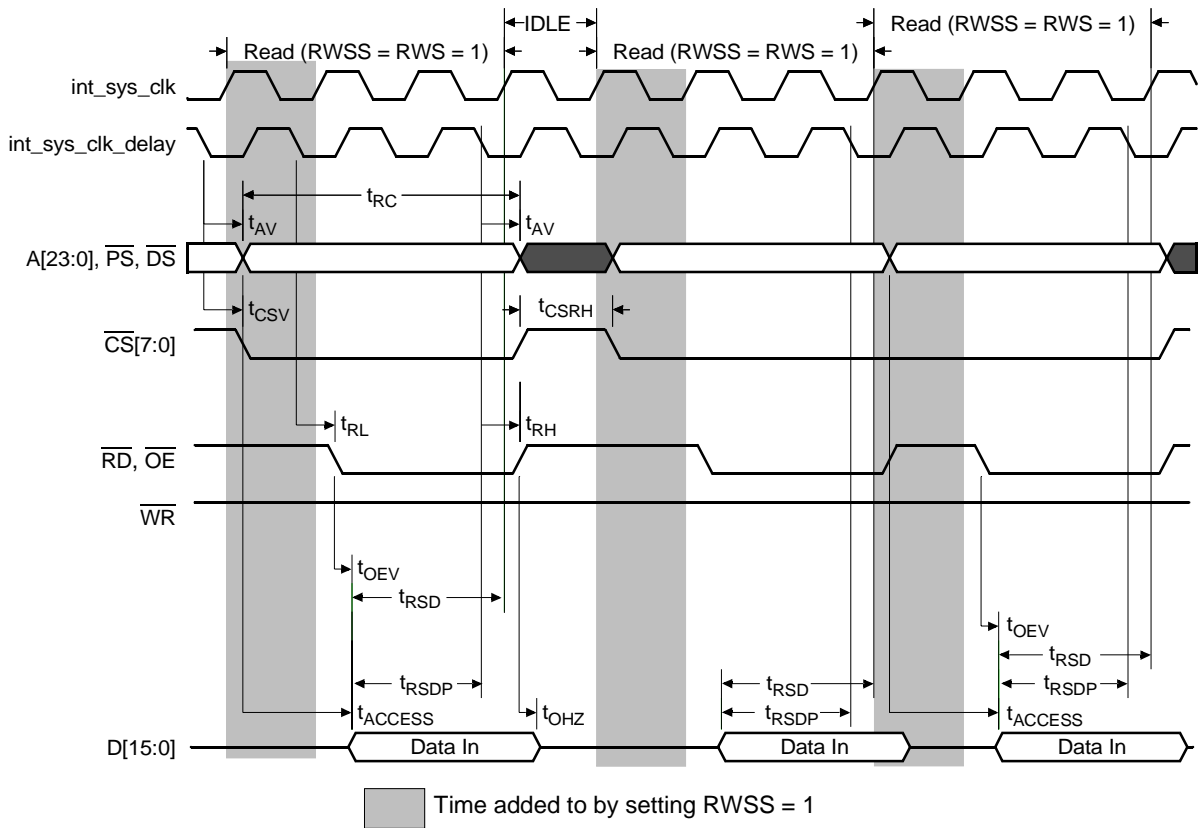 IDLE
Read (RWSS = RWS = 1)
Read (RWSS = RWS = 1)
Read (RWSS = RWS = 1)
int_sys_clk
int_sys_clk_delay
tRC
tAV
tAV
A[23:0], PS, DS
tCSV
tCSRH
CS[7:0]
tRL
tRH
RD, OE
WR
tOEV
tRSD
tOEV
tRSD
tRSDP
tRSD
tRSDP
tACCESS
tOHZ
tRSDP
tACCESS
D[15:0]
Data In
Data In
Data In
Time added to by setting RWSS = 1